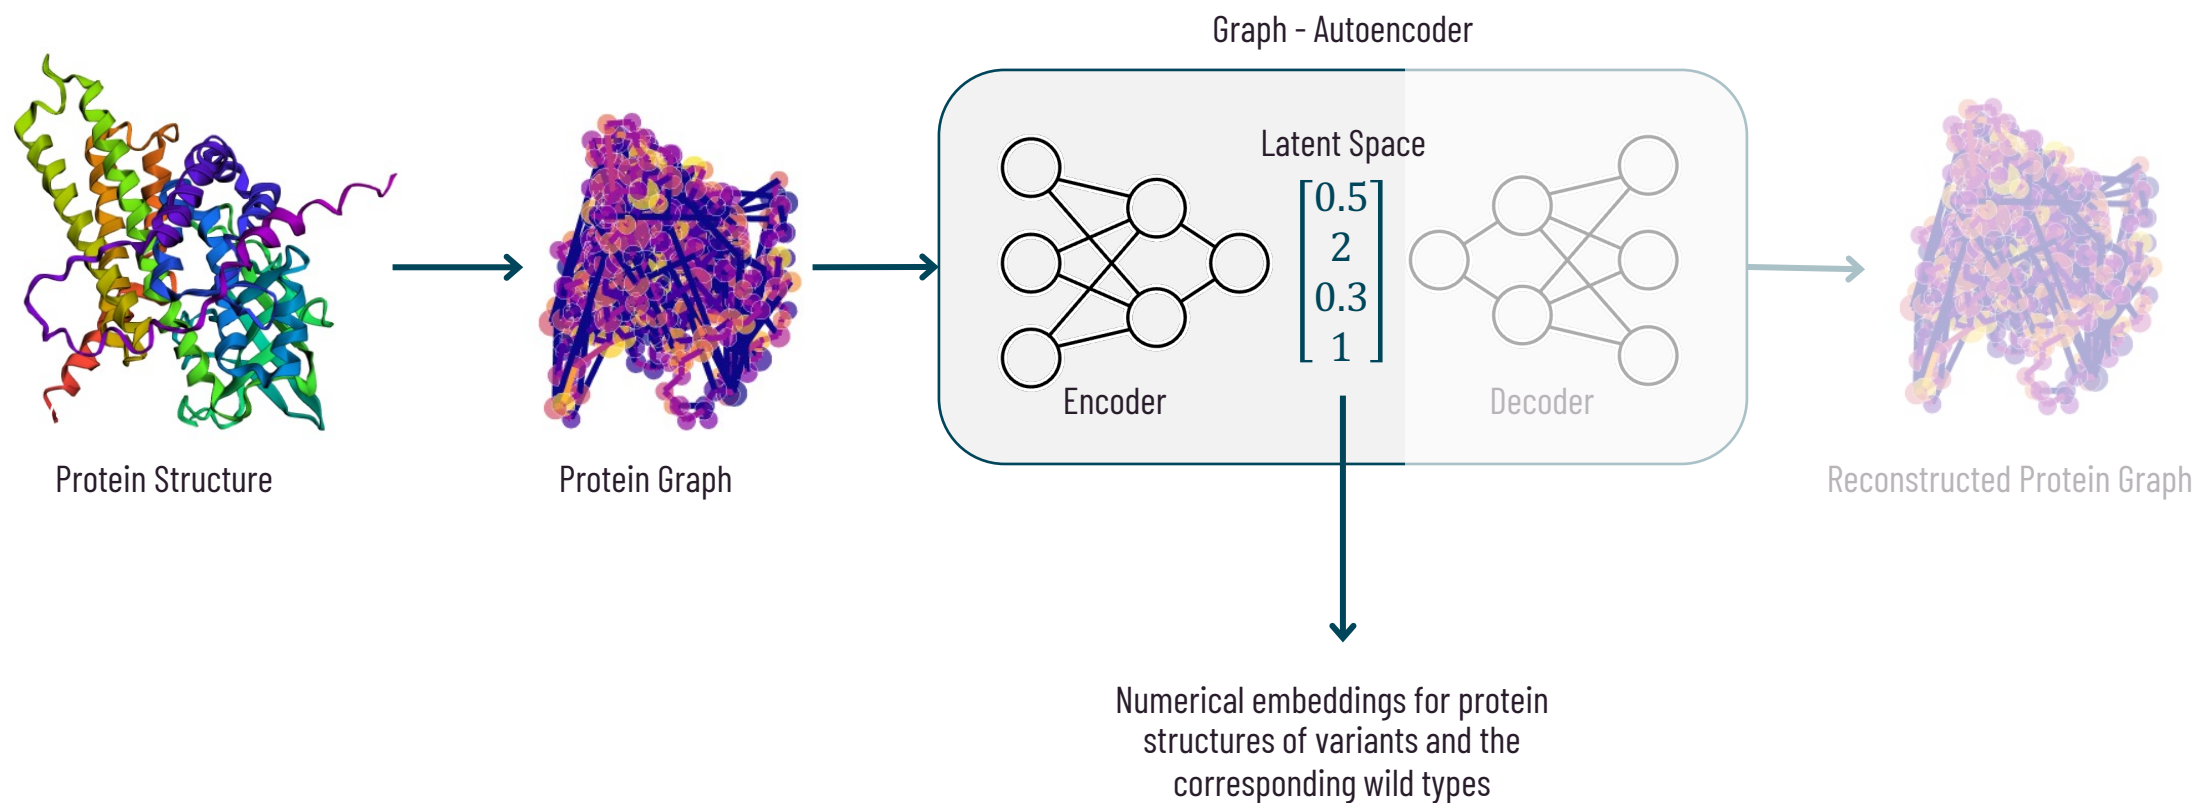 Graph - Autoencoder
Latent Space
0.5
2
0.3
1
Encoder
Decoder
Protein Structure
Protein Graph
Reconstructed Protein Graph
Numerical embeddings for protein
structures of variants and the
corresponding wild types